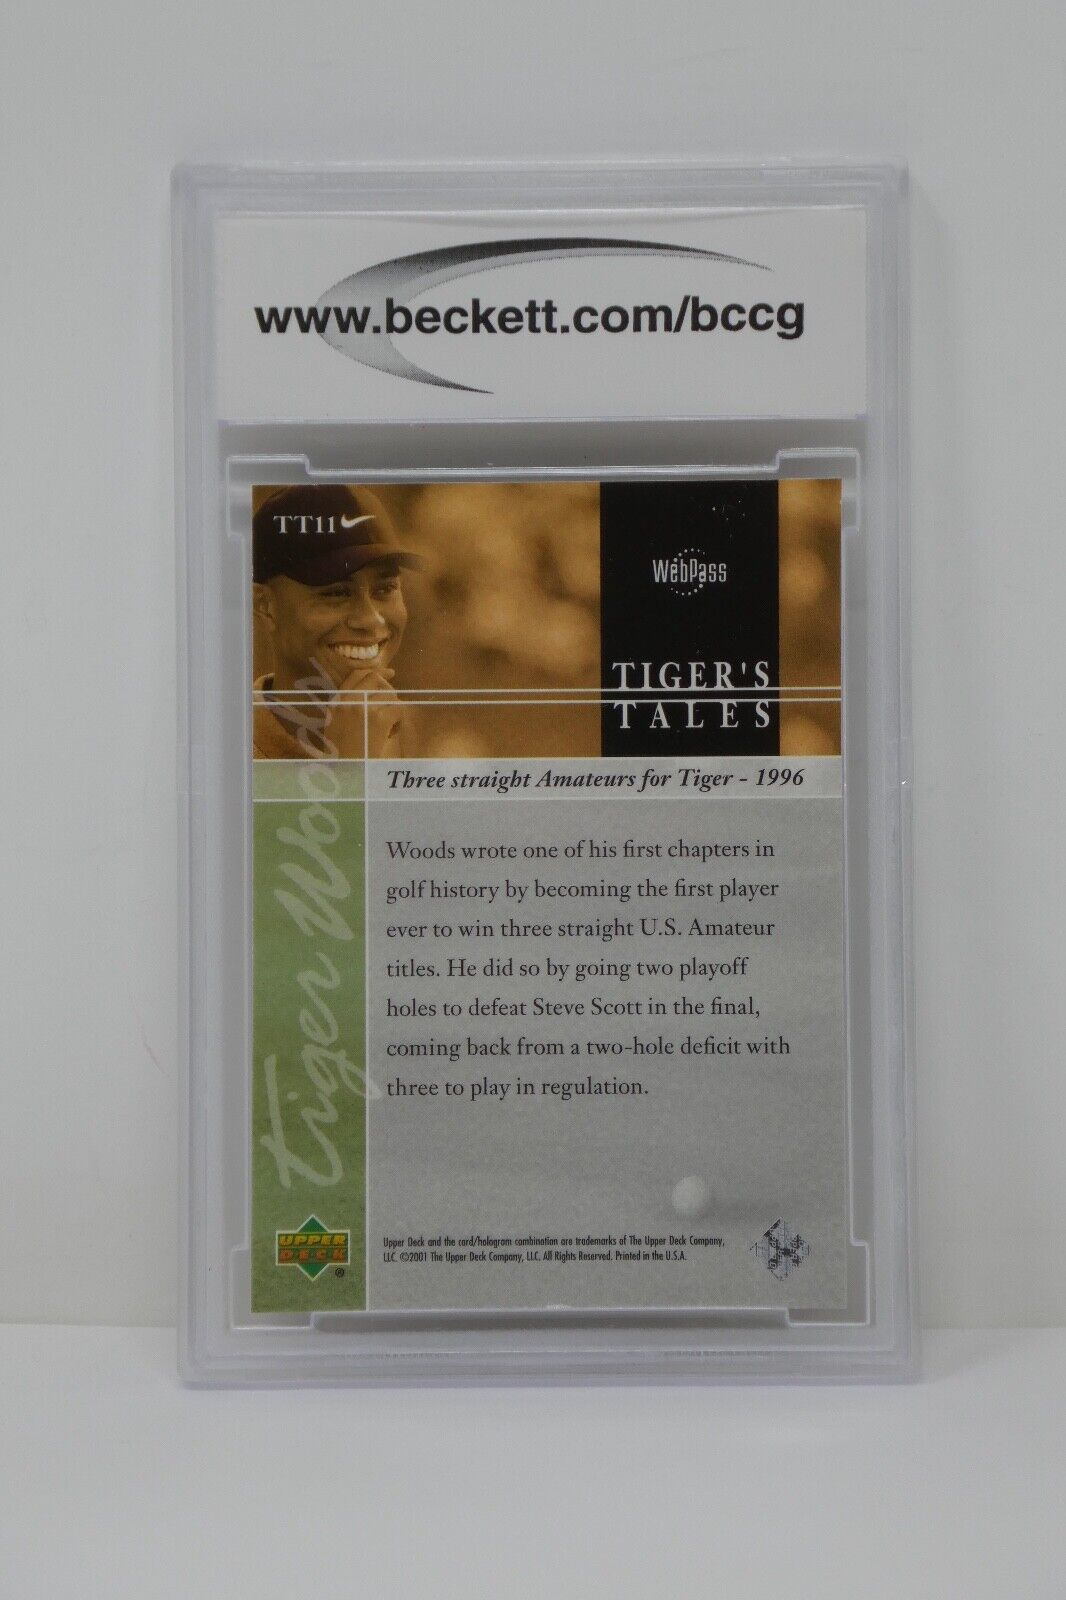 www.beckett.com/bccg
TT11
WebPass
TIGER'S
TALES
Three straight Amateurs for Tiger - 1996
Tiger Woods
Woods wrote one of his first chapters in
golf history by becoming the first player
ever to win three straight U.S. Amateur
titles. He did so by going two playoff
holes to defeat Steve Scott in the final,
coming back from a two-hole deficit with
three to play in regulation.
UPPER
DECK
®
Upper Deck and the card/hologram combination are trademarks of The Upper Deck Company,
LLC. ©2001 The Upper Deck Company, LLC. All Rights Reserved. Printed in the U.S.A.